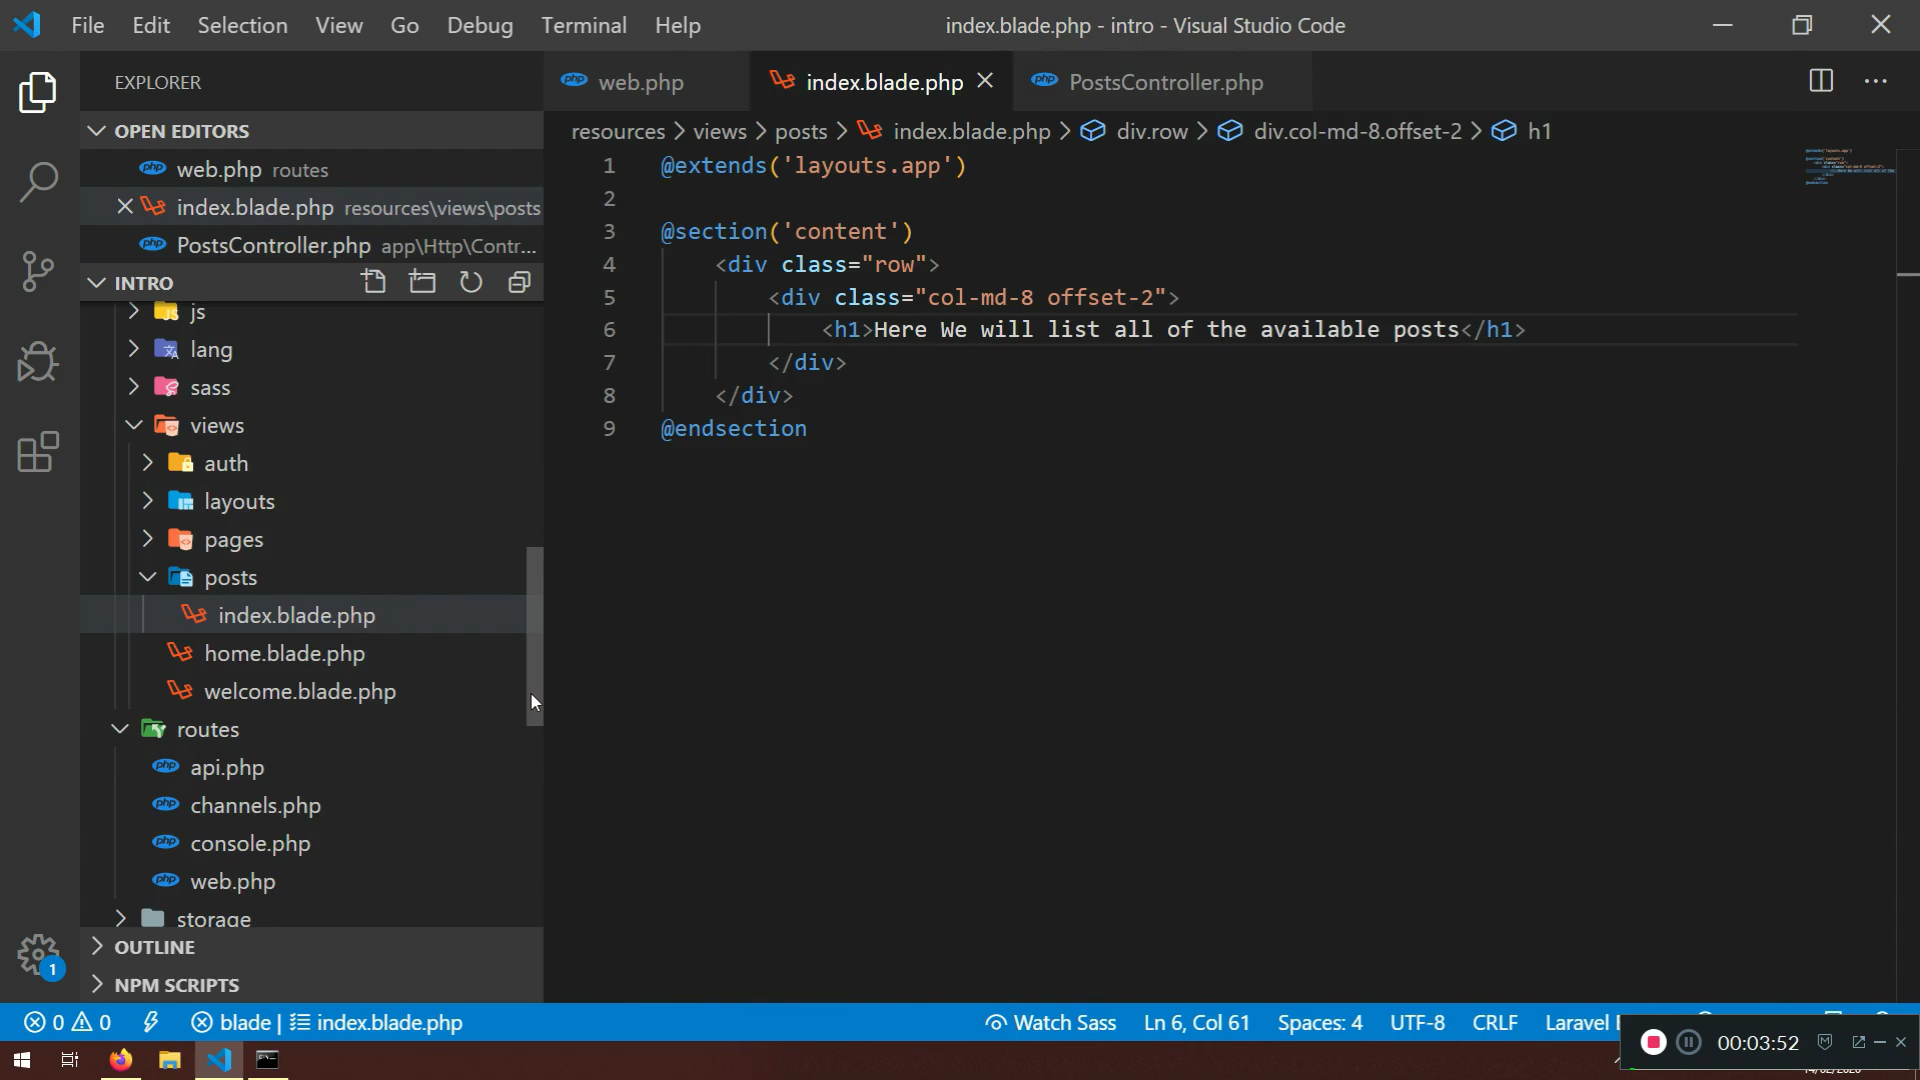 File Edit Selection View Go Debug Terminal Help
index.blade.php - intro - Visual Studio Code
EXPLORER
OPEN EDITORS
web.php routes
index.blade.php resources\views\posts
PostsController.php app\Http\Contr...
INTRO
js
lang
sass
views
auth
layouts
pages
posts
index.blade.php
home.blade.php
welcome.blade.php
routes
api.php
channels.php
console.php
web.php
storage
OUTLINE
NPM SCRIPTS
1
web.php
index.blade.php
PostsController.php
resources > views > posts > index.blade.php > div.row > div.col-md-8.offset-2 > h1
1 @extends('layouts.app')
2
3 @section('content')
4 <div class="row">
5 <div class="col-md-8 offset-2">
6 <h1>Here We will list all of the available posts</h1>
7 </div>
8 </div>
9 @endsection
0 0 blade | index.blade.php
Watch Sass Ln 6, Col 61 Spaces: 4 UTF-8 CRLF Laravel
00:03:52